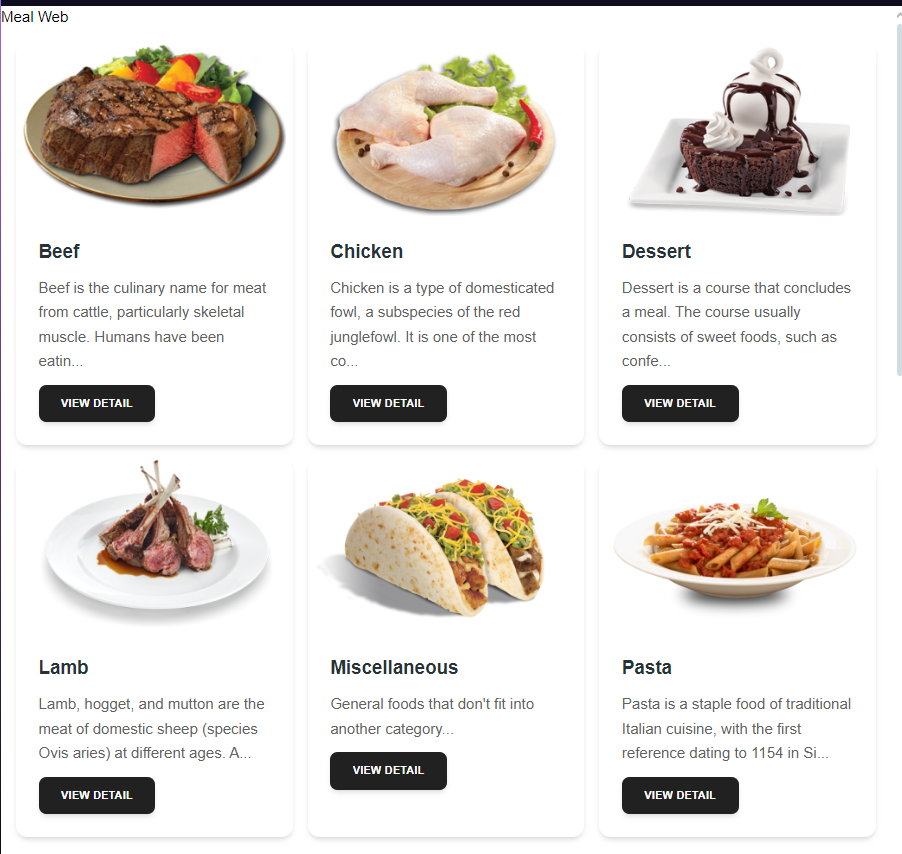 Meal Web
Beef
Beef is the culinary name for meat
from cattle, particularly skeletal
muscle. Humans have been
eatin...
VIEW DETAIL
Chicken
Chicken is a type of domesticated
fowl, a subspecies of the red
junglefowl. It is one of the most
co...
VIEW DETAIL
Dessert
Dessert is a course that concludes
a meal. The course usually
consists of sweet foods, such as
confe...
VIEW DETAIL
Lamb
Lamb, hogget, and mutton are the
meat of domestic sheep (species
Ovis aries) at different ages. A...
VIEW DETAIL
Miscellaneous
General foods that don't fit into
another category...
VIEW DETAIL
Pasta
Pasta is a staple food of traditional
Italian cuisine, with the first
reference dating to 1154 in Si...
VIEW DETAIL